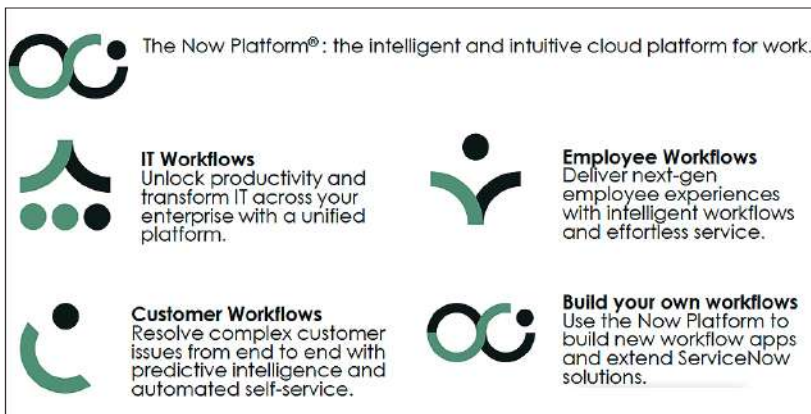 The Now Platform®: the intelligent and intuitive cloud platform for work.
IT Workflows
Unlock productivity and
transform IT across your
enterprise with a unified
platform.
Employee Workflows
Deliver next-gen
employee experiences
with intelligent workflows
and effortless service.
Customer Workflows
Resolve complex customer
issues from end to end with
predictive intelligence and
automated self-service.
Build your own workflows
Use the Now Platform to
build new workflow apps
and extend ServiceNow
solutions.